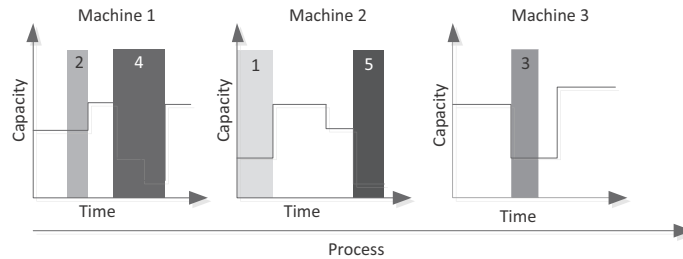 Machine 1
Machine 2
Machine 3
Capacity
2
4
Time
Capacity
1
5
Time
Capacity
3
Time
Process